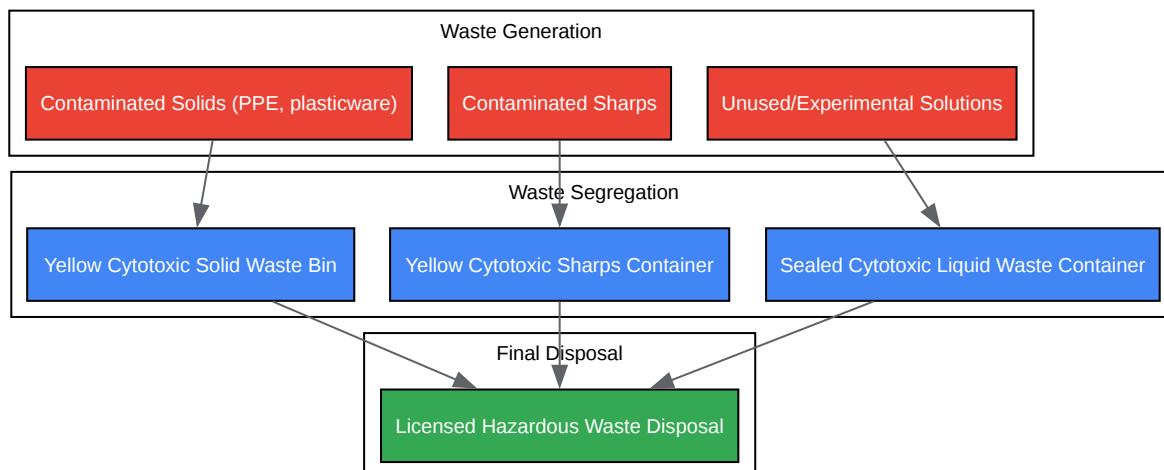 Waste Generation
Contaminated Solids (PPE, plasticware)
Contaminated Sharps
Unused/Experimental Solutions
Waste Segregation
Yellow Cytotoxic Solid Waste Bin
Yellow Cytotoxic Sharps Container
Sealed Cytotoxic Liquid Waste Container
Final Disposal
Licensed Hazardous Waste Disposal